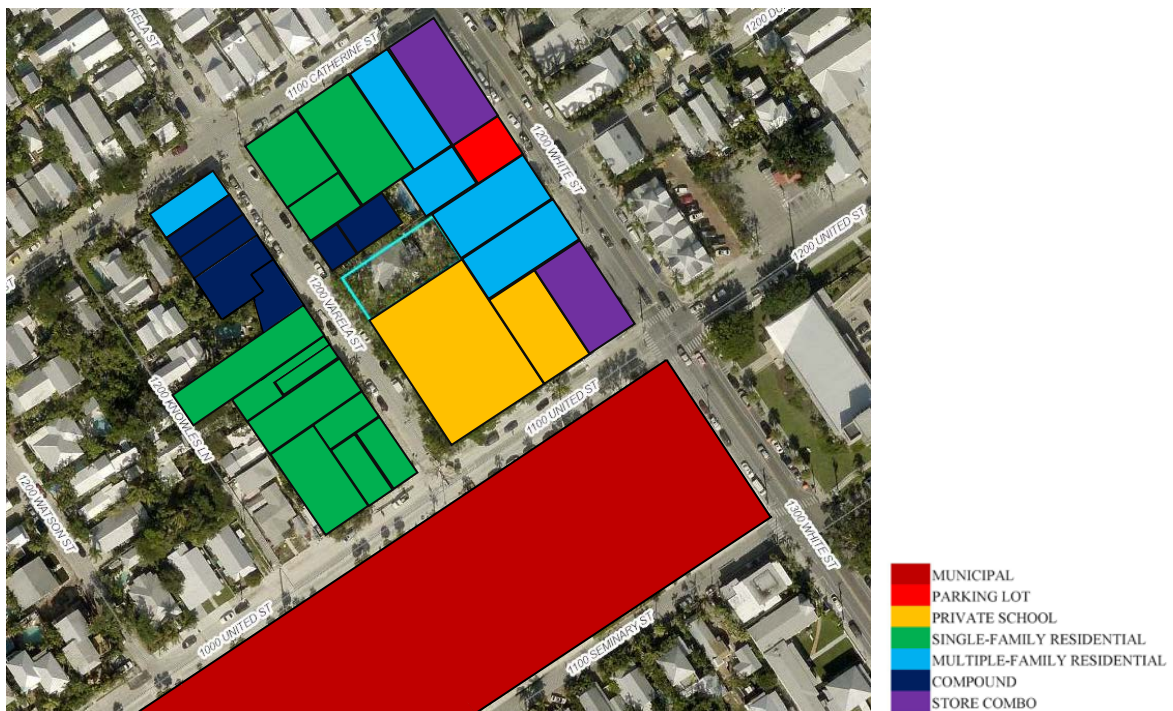 1100 CATHERINE ST
1200 WHITE ST
1200 UNITED ST
1200 VARELA ST
1200 KNOWLES LN
1100 UNITED ST
1200 WATSON ST
1300 WHITE ST
1000 UNITED ST
1100 SEMINARY ST
MUNICIPAL
PARKING LOT
PRIVATE SCHOOL
SINGLE-FAMILY RESIDENTIAL
MULTIPLE-FAMILY RESIDENTIAL
COMPOUND
STORE COMBO